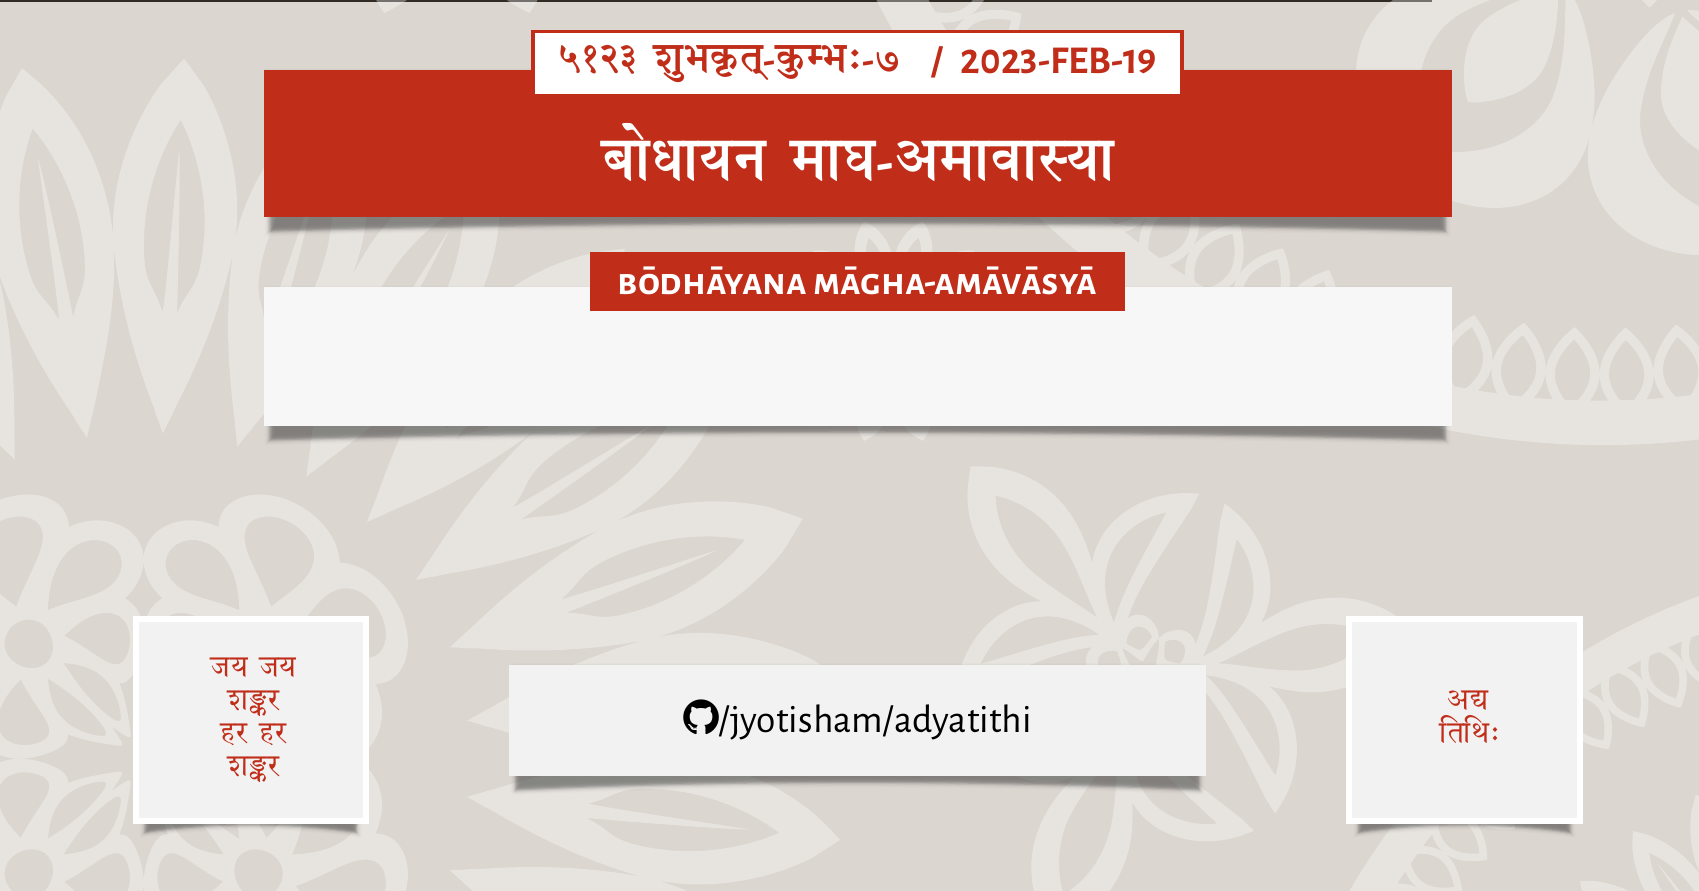 ५१२३ शुभकृत्-कुम्भः-७ / 2023-FEB-19
बोधायन माघ-अमावास्या
BŌDHĀYANA MĀGHA-AMĀVĀSYĀ
जय जय
शङ्कर
हर हर
शङ्कर
/jyotisham/adyatithi
अद्य
तिथिः